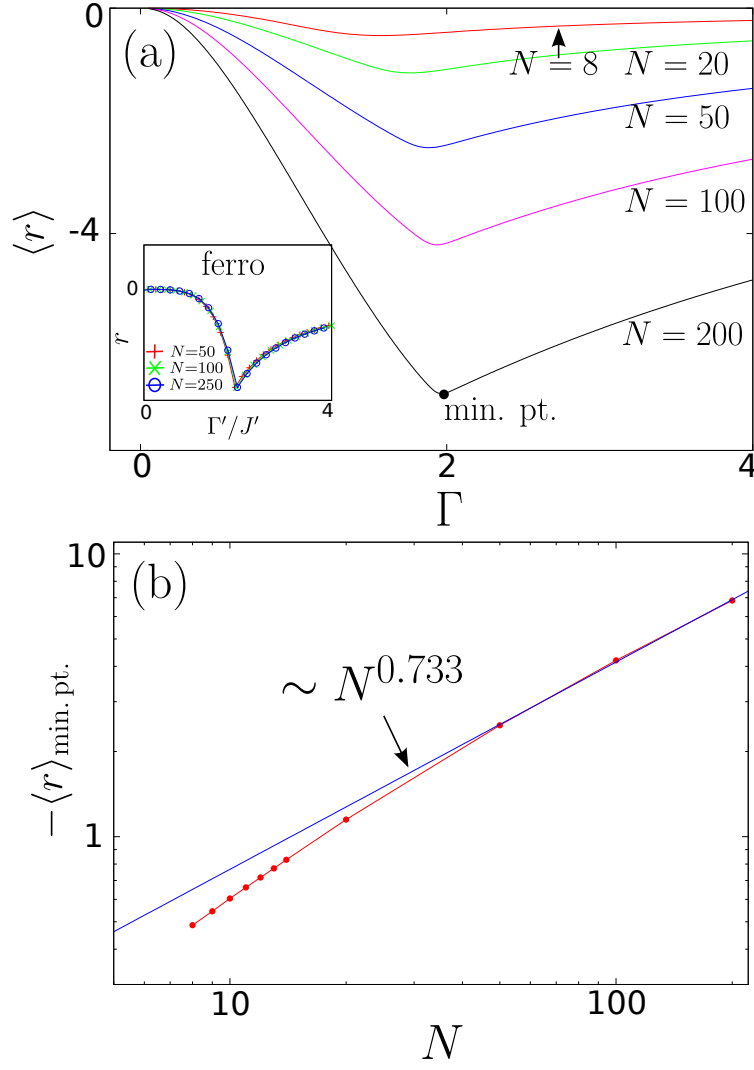 0
(a)
N = 8
N = 20
N = 50
-4
⟨r⟩
N = 100
ferro
0
r
N=50
N=100
N=250
0
4
Γ′/J′
N = 200
min. pt.
0
2
4
Γ
10
(b)
∼ N^0.733
−⟨r⟩min. pt.
1
10
100
N